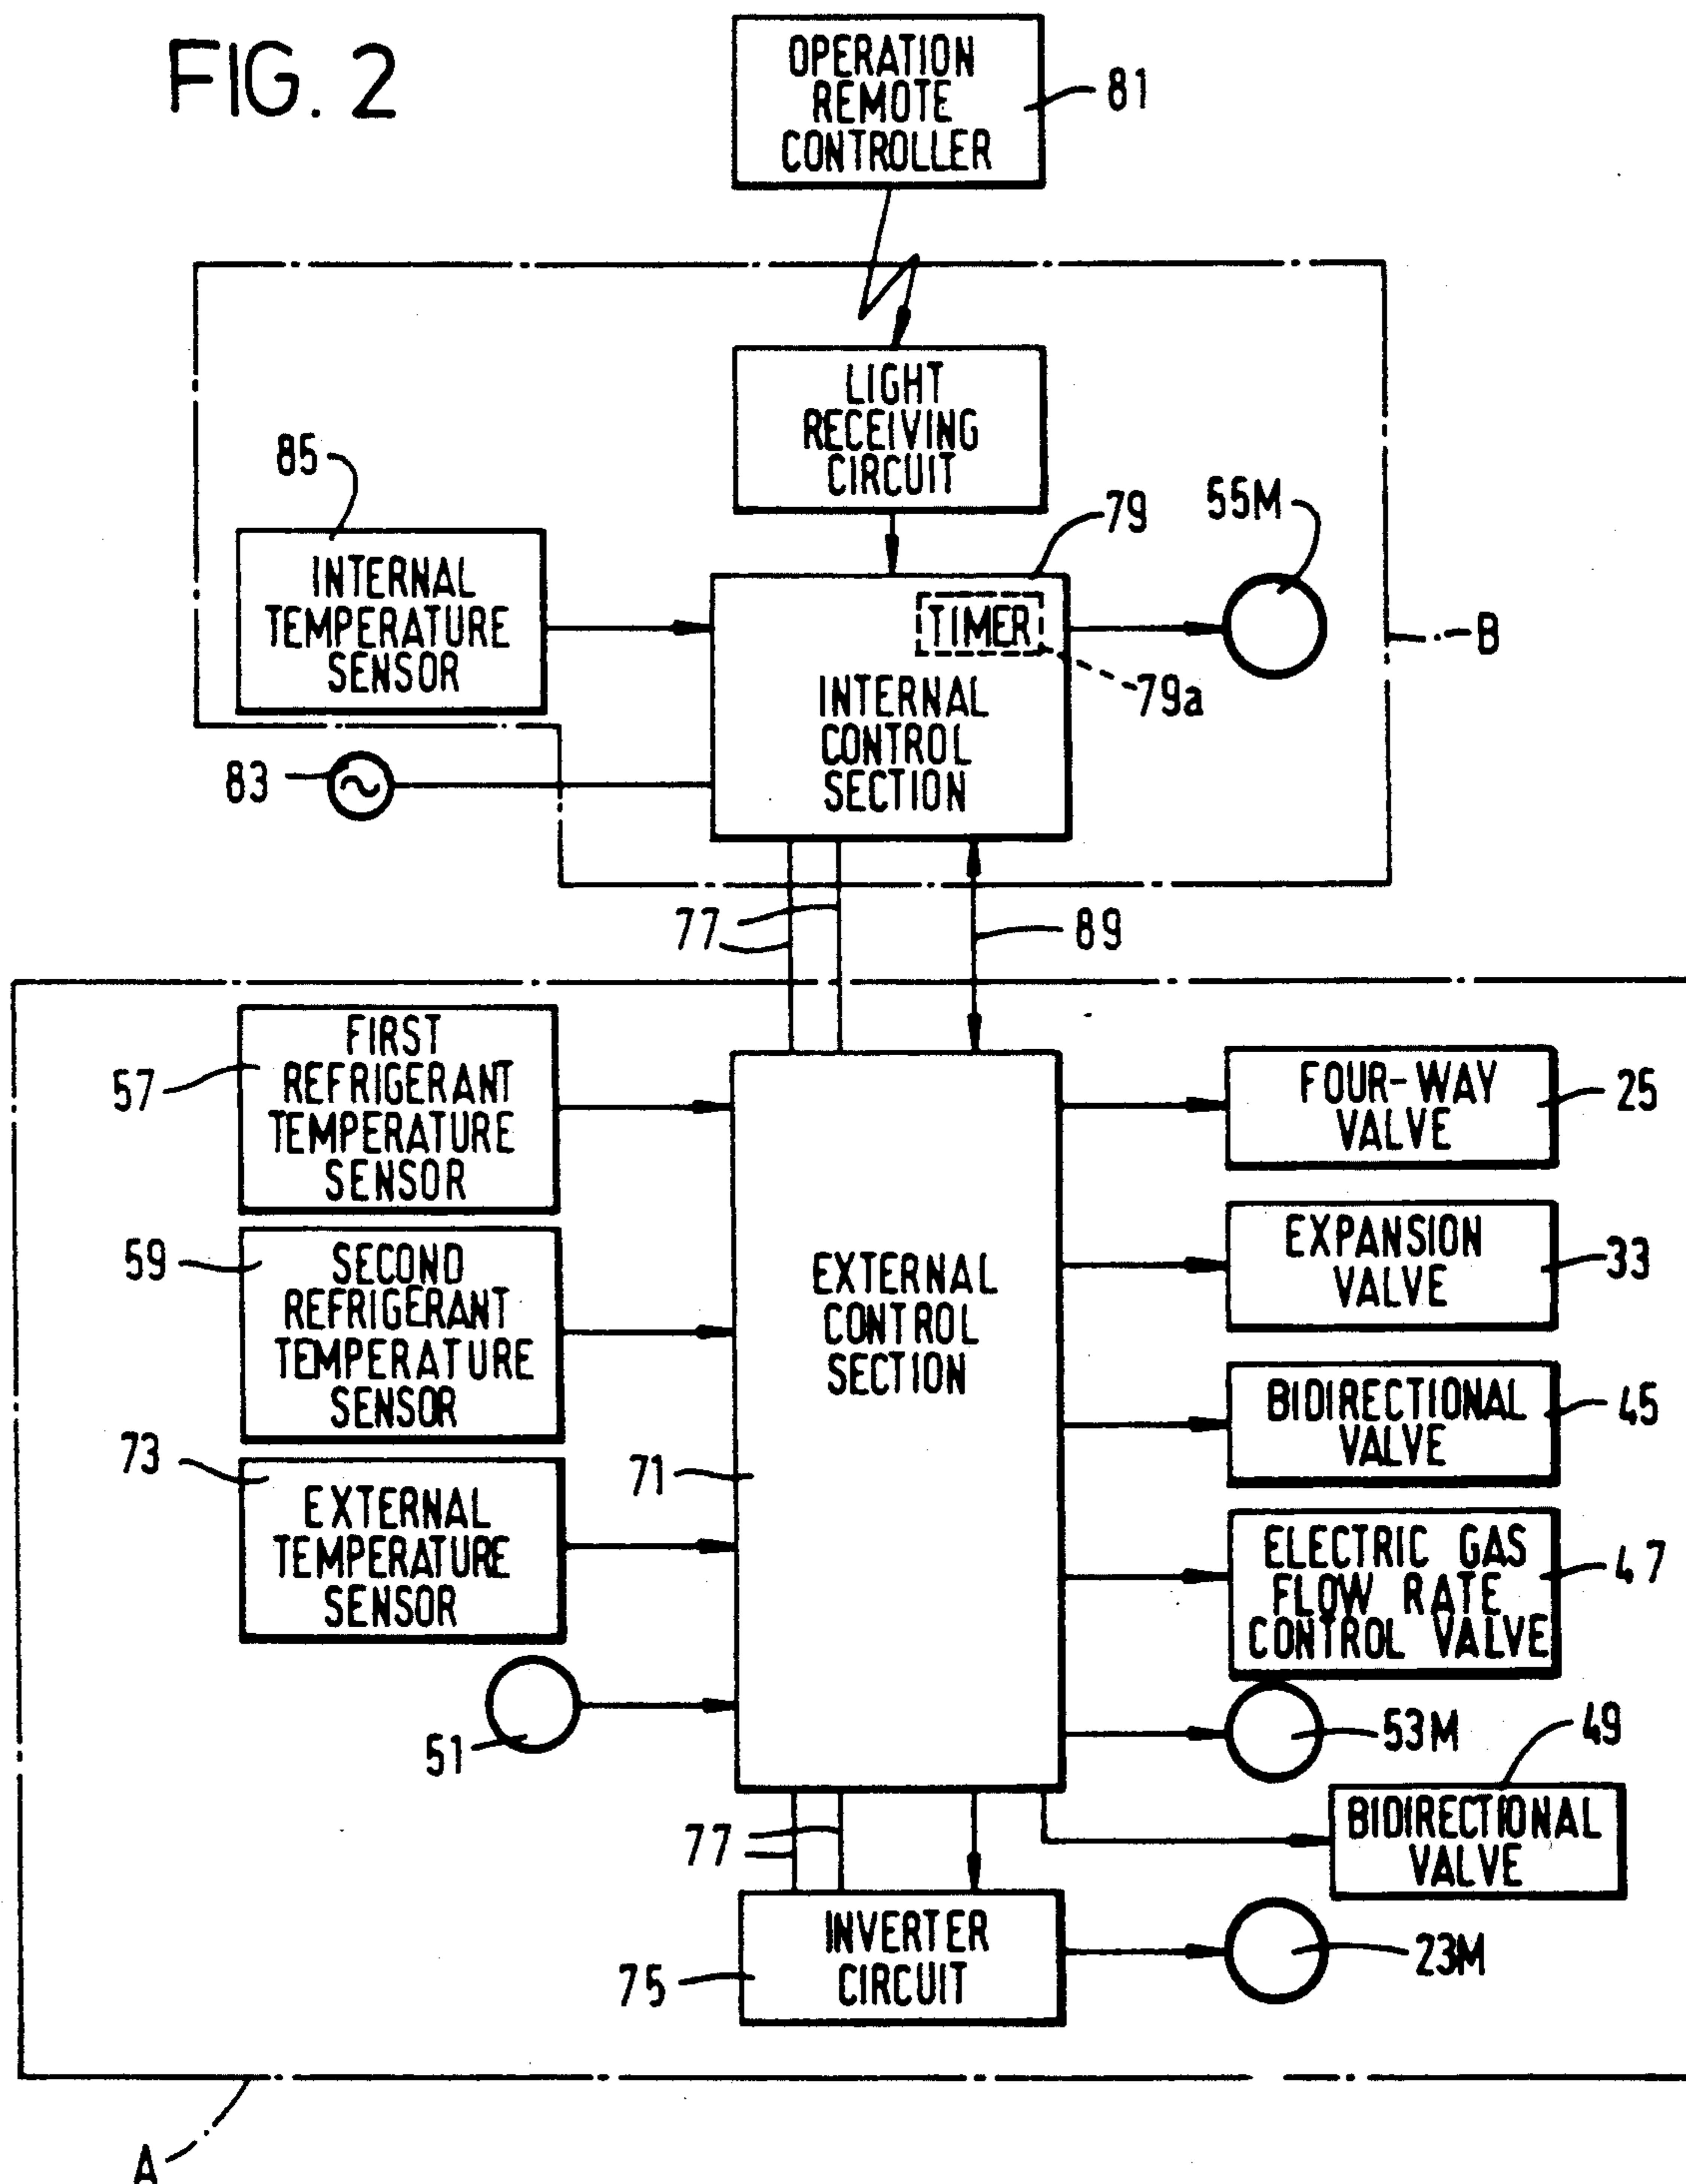 FIG. 2
OPERATION
REMOTE
CONTROLLER
81
LIGHT
RECEIVING
CIRCUIT
85
INTERNAL
TEMPERATURE
SENSOR
79
55M
TIMER
79a
INTERNAL
CONTROL
SECTION
B
83
77
89
57
FIRST
REFRIGERANT
TEMPERATURE
SENSOR
59
SECOND
REFRIGERANT
TEMPERATURE
SENSOR
73
EXTERNAL
TEMPERATURE
SENSOR
51
71
EXTERNAL
CONTROL
SECTION
FOUR-WAY
VALVE
25
EXPANSION
VALVE
33
BIDIRECTIONAL
VALVE
45
ELECTRIC GAS
FLOW RATE
CONTROL VALVE
47
53M
49
BIDIRECTIONAL
VALVE
77
75
INVERTER
CIRCUIT
23M
A